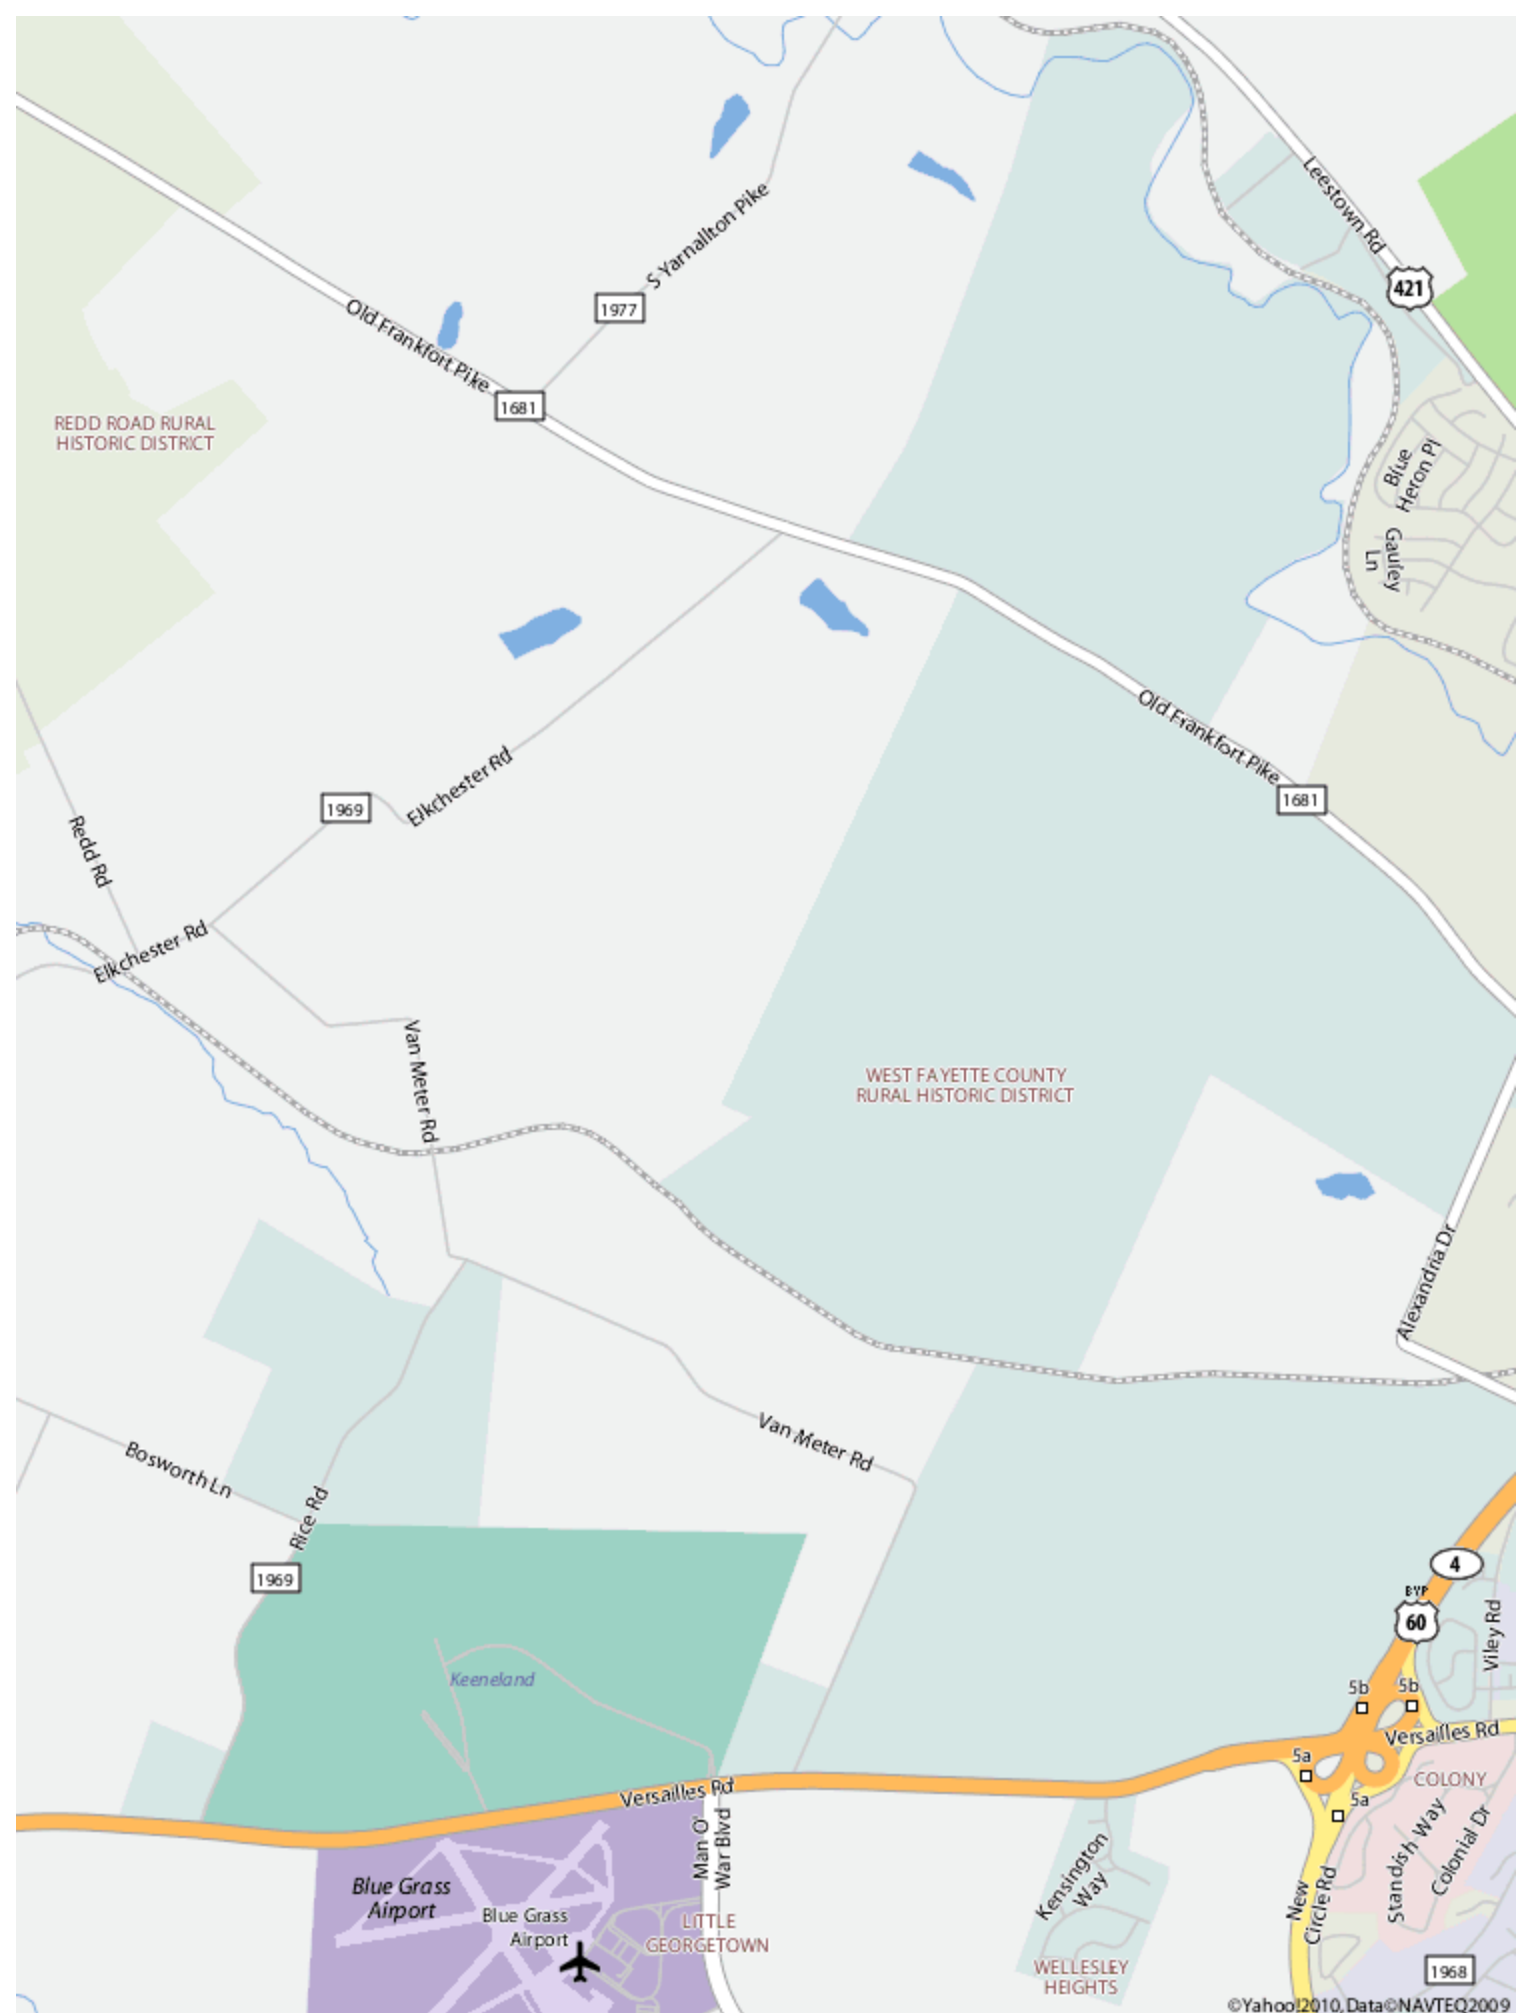 Leestown Rd
S Yarnallton Pike
421
1977
Old Frankfort Pike
1681
REDD ROAD RURAL
HISTORIC DISTRICT
Blue
Heron Pl
Gauley
Ln
Old Frankfort Pike
1681
Elkchester Rd
1969
Redd Rd
Elkchester Rd
Van Meter Rd
WEST FAYETTE COUNTY
RURAL HISTORIC DISTRICT
Alexandria Dr
Van Meter Rd
Bosworth Ln
Rice Rd
1969
4
BYP
60
Viley Rd
Keeneland
5b
5b
Versailles Rd
5a
COLONY
5a
Versailles Rd
Man O'
War Blvd
Standish Way
Colonial Dr
Kensington
Way
New
Circle Rd
Blue Grass
Airport
Blue Grass
Airport
LITTLE
GEORGETOWN
WELLESLEY
HEIGHTS
1968
©Yahoo!2010, Data©NAVTEQ2009